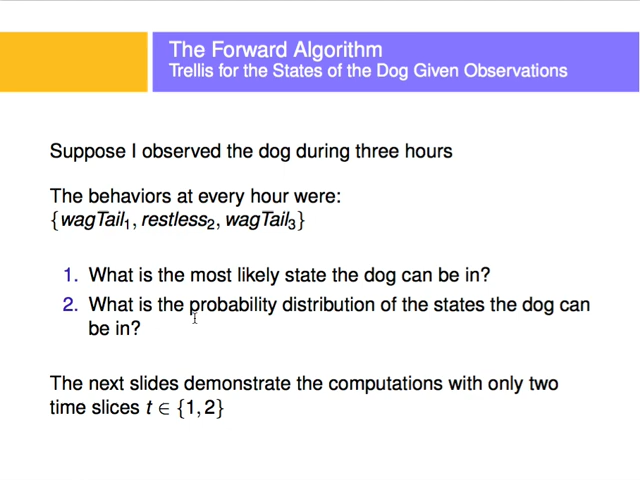 The Forward Algorithm
Trellis for the States of the Dog Given Observations
Suppose I observed the dog during three hours
The behaviors at every hour were:
{wagTail₁, restless₂, wagTail₃}
1. What is the most likely state the dog can be in?
2. What is the probability distribution of the states the dog can
be in?
The next slides demonstrate the computations with only two
time slices t ∈ {1, 2}